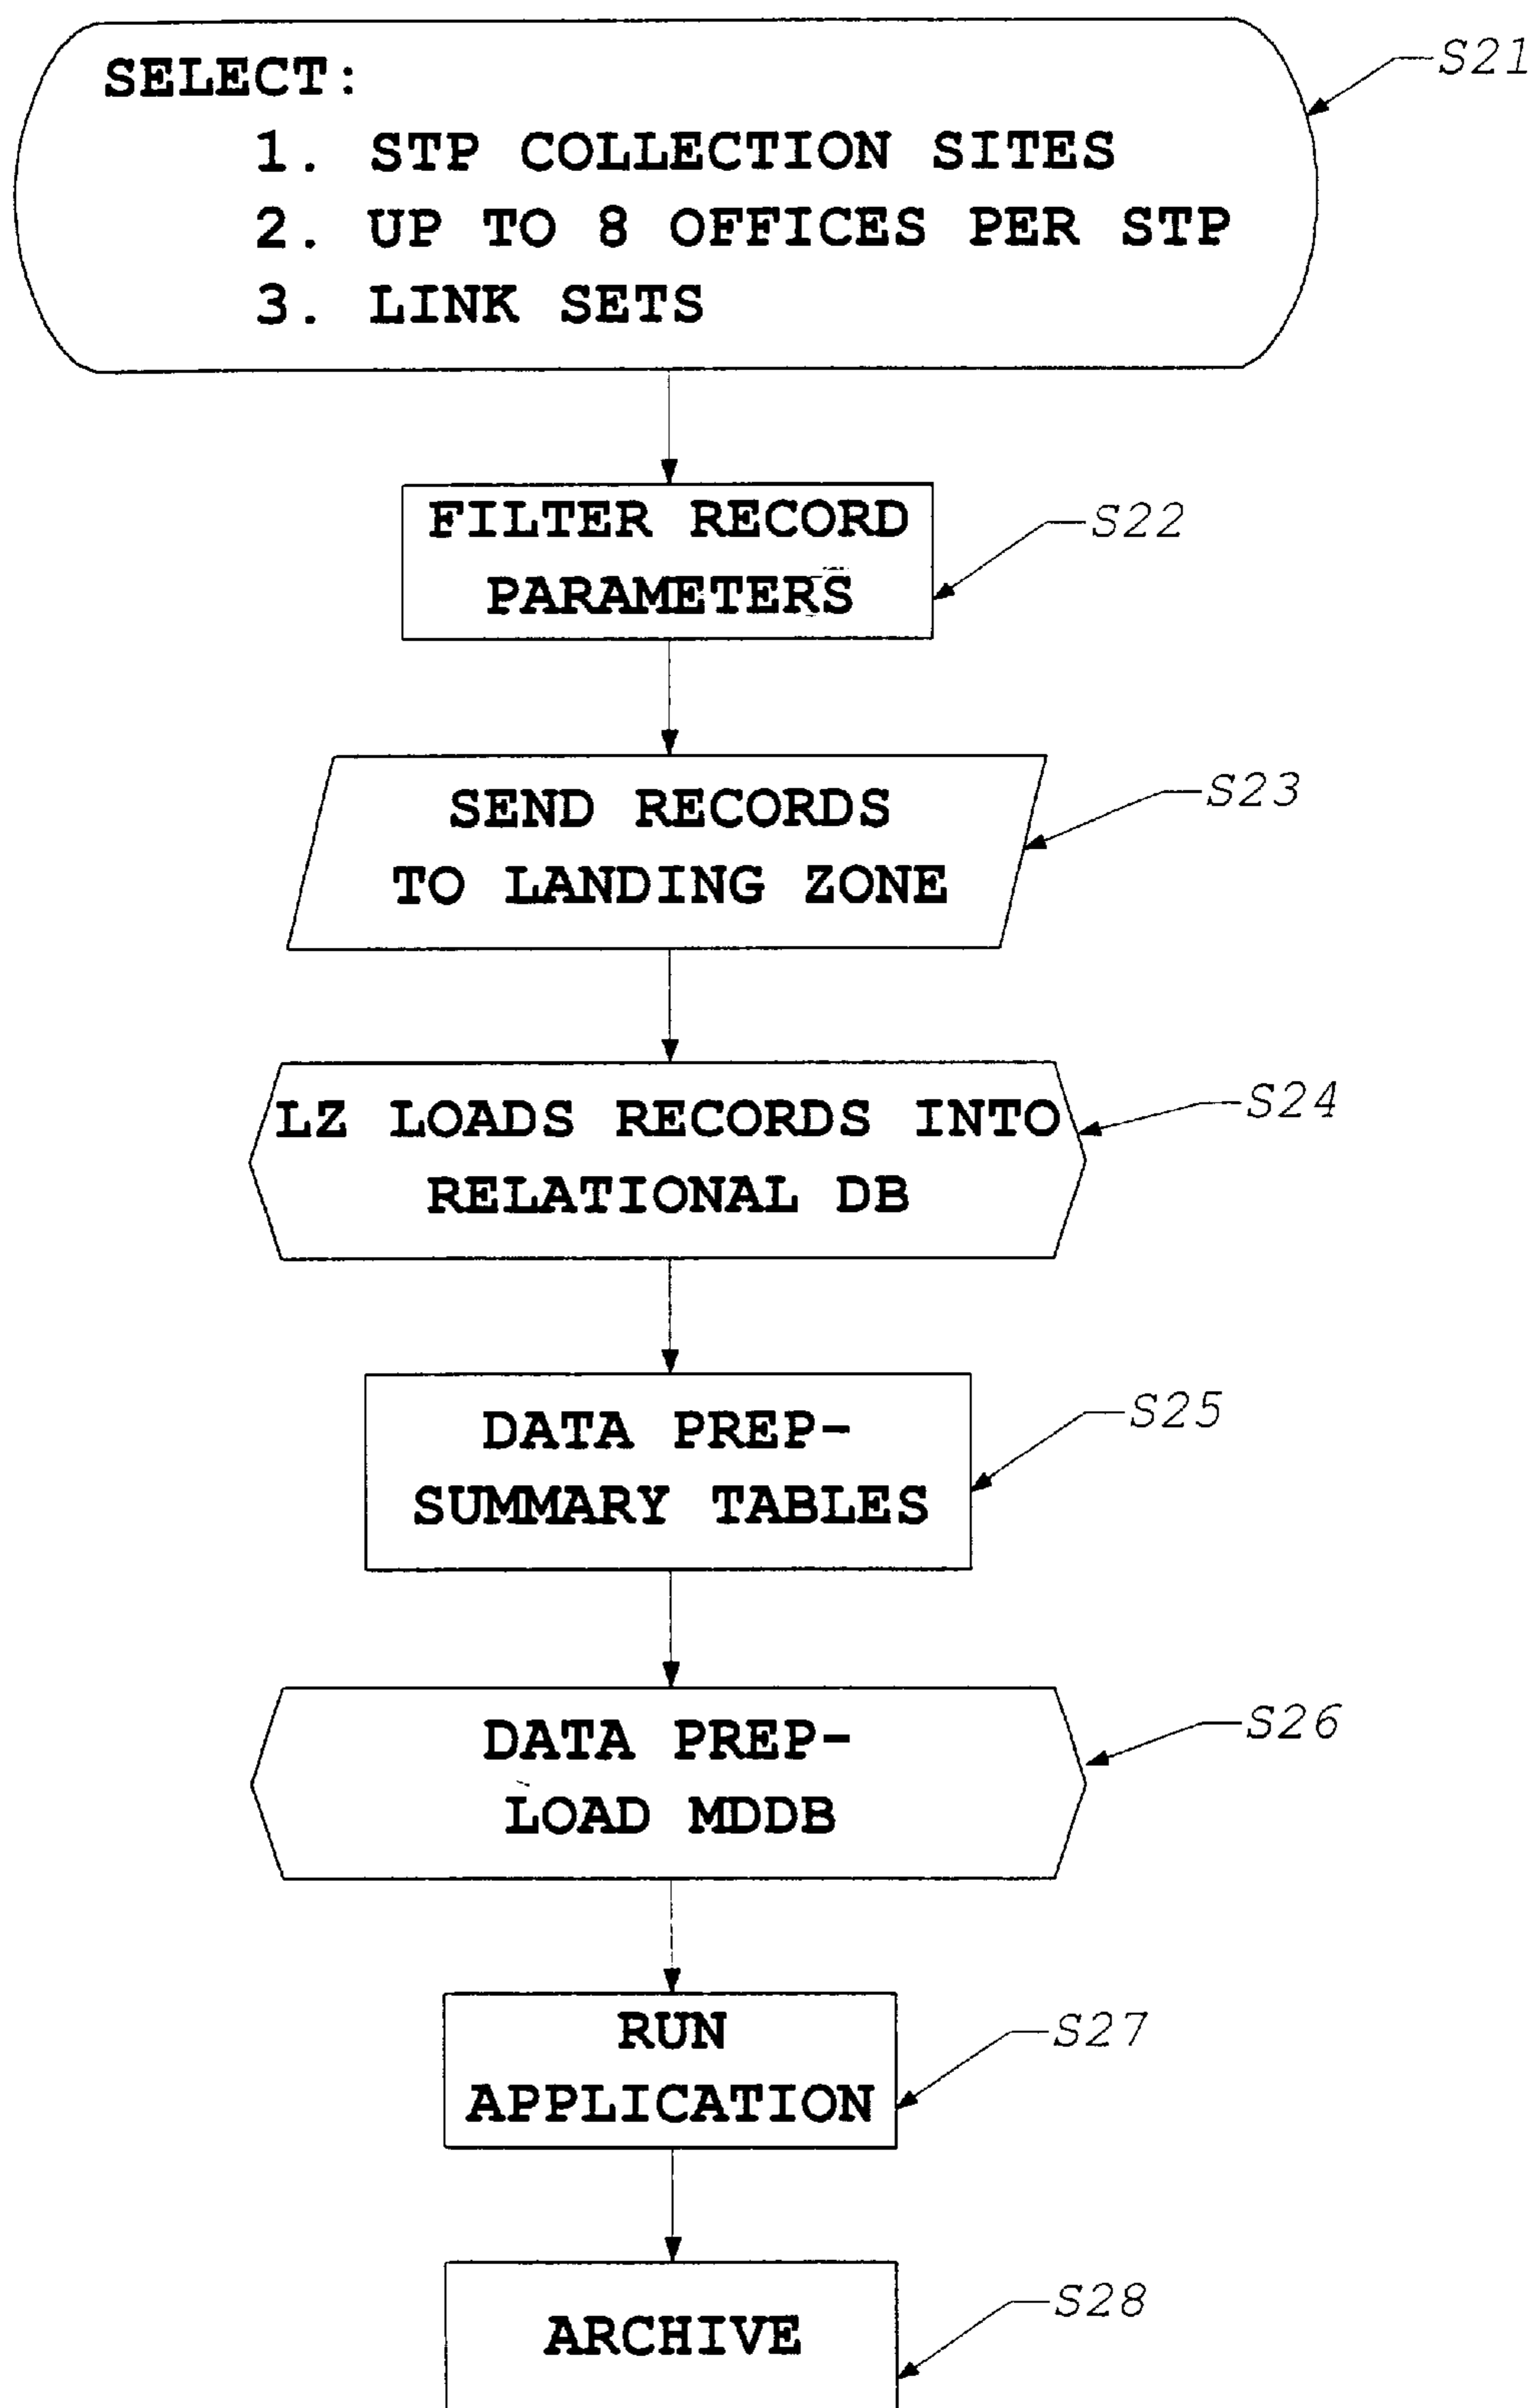 SELECT:
S21
1. STP COLLECTION SITES
2. UP TO 8 OFFICES PER STP
3. LINK SETS
FILTER RECORD
S22
PARAMETERS
SEND RECORDS
S23
TO LANDING ZONE
LZ LOADS RECORDS INTO
S24
RELATIONAL DB
DATA PREP-
S25
SUMMARY TABLES
DATA PREP-
S26
LOAD MDDB
RUN
S27
APPLICATION
S28
ARCHIVE